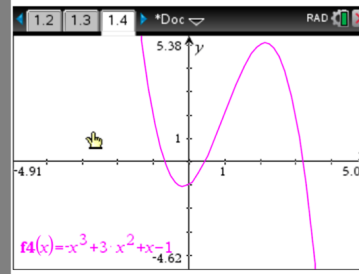 1.2 1.3 1.4 *Doc RAD
5.38 y
1
-4.91 1 5.0
f4(x)=-x³+3·x²+x-1
-4.62